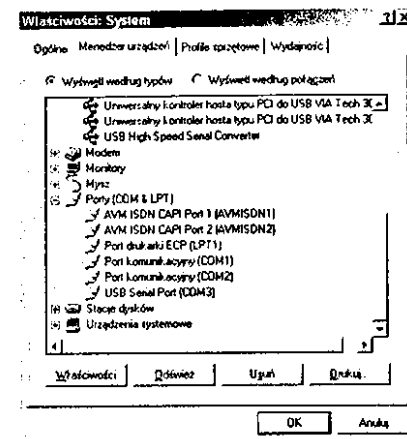 Właściwości: System
Ogólne Menedżer urządzeń Profile sprzętowe Wydajność
Wyświetl według typów Wyświetl według połączeń
Uniwersalny kontroler hosta typu PCI do USB VIA Tech 3(
Uniwersalny kontroler hosta typu PCI do USB VIA Tech 3(
USB High Speed Serial Converter
Modem
Monitory
Mysz
Porty (COM & LPT)
AVM ISDN CAPI Port 1 (AVMISDN1)
AVM ISDN CAPI Port 2 (AVMISDN2)
Port drukarki ECP (LPT1)
Port komunikacyjny (COM1)
Port komunikacyjny (COM2)
USB Serial Port (COM3)
Stacje dysków
Urządzenia systemowe
Właściwości Odśwież Usuń Drukuj...
OK Anuluj